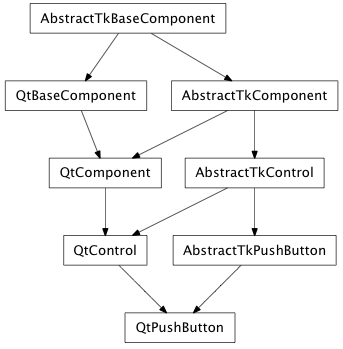 AbstractTkBaseComponent
QtBaseComponent
AbstractTkComponent
QtComponent
AbstractTkControl
QtControl
AbstractTkPushButton
QtPushButton